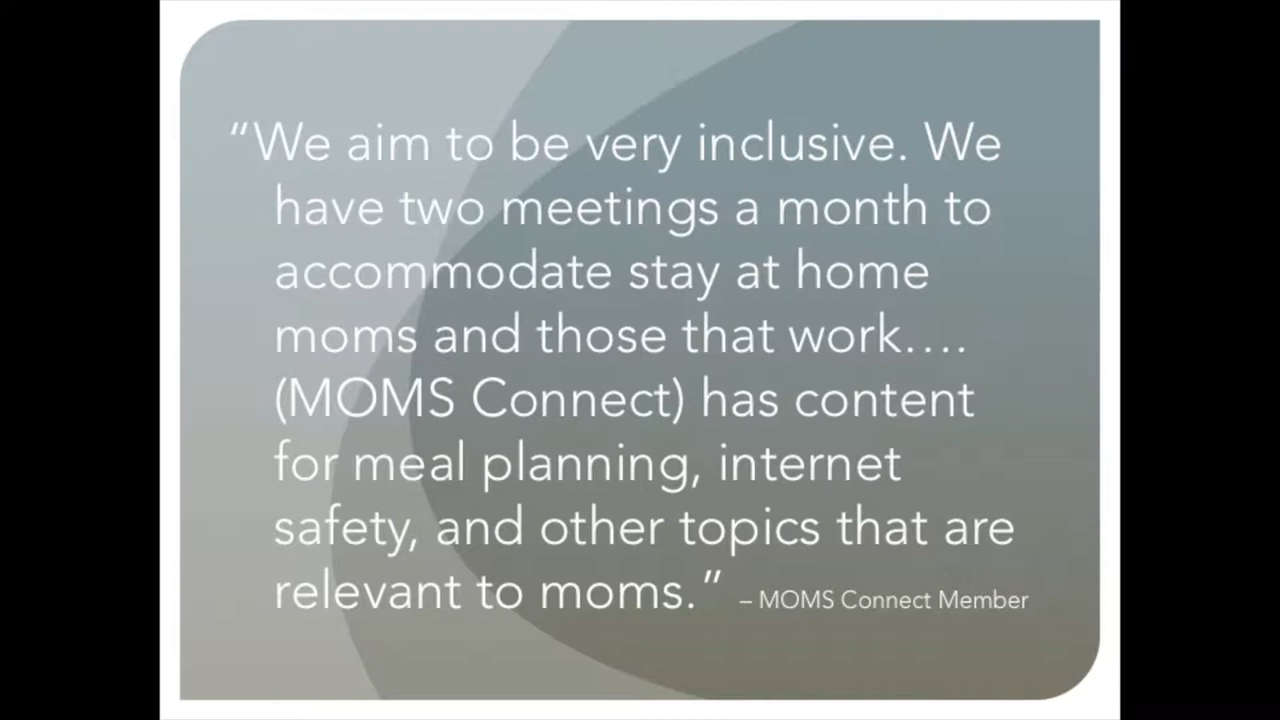 “We aim to be very inclusive. We
have two meetings a month to
accommodate stay at home
moms and those that work….
(MOMS Connect) has content
for meal planning, internet
safety, and other topics that are
relevant to moms.” – MOMS Connect Member